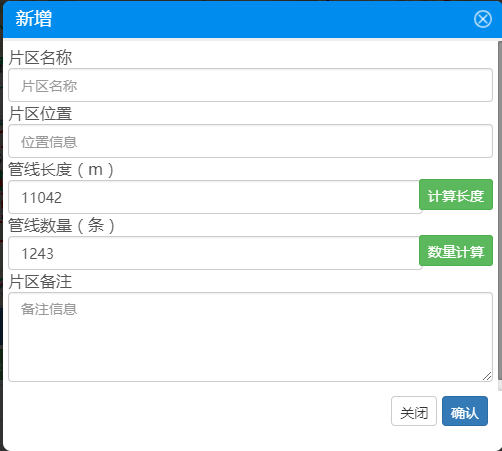 新增
片区名称
片区名称
片区位置
位置信息
管线长度（m）
11042
计算长度
管线数量（条）
1243
数量计算
片区备注
备注信息
关闭
确认